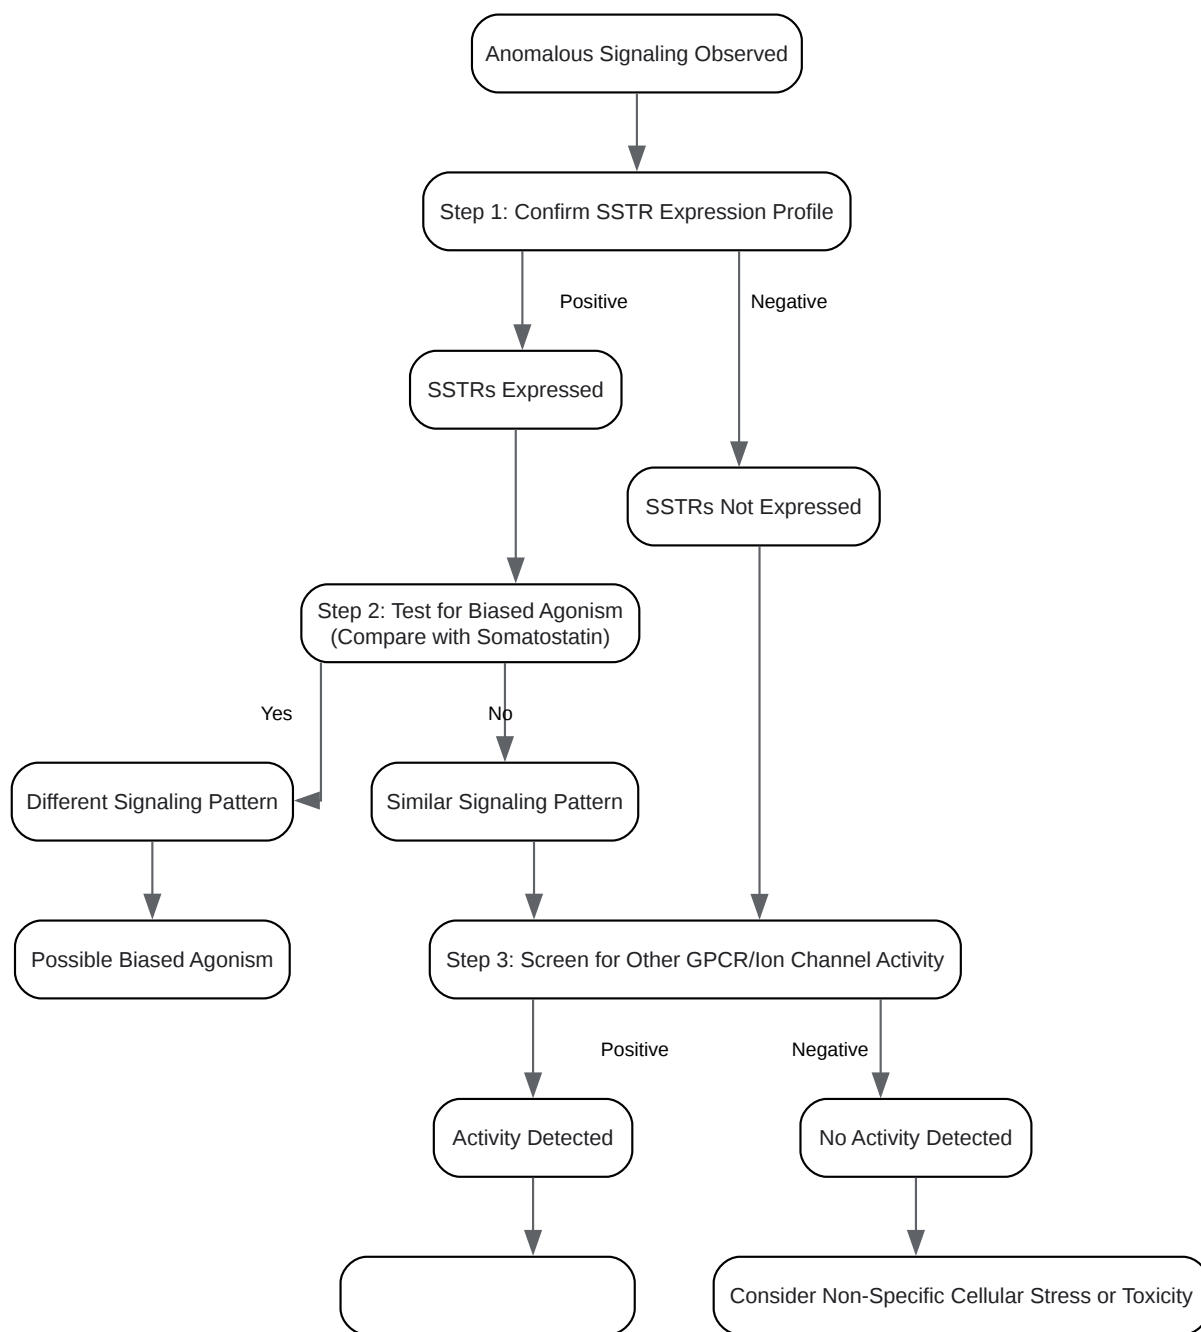 Anomalous Signaling Observed
Step 1: Confirm SSTR Expression Profile
Positive
Negative
SSTRs Expressed
SSTRs Not Expressed
Step 2: Test for Biased Agonism
(Compare with Somatostatin)
Yes
No
Different Signaling Pattern
Similar Signaling Pattern
Possible Biased Agonism
Step 3: Screen for Other GPCR/Ion Channel Activity
Positive
Negative
Activity Detected
No Activity Detected
Consider Non-Specific Cellular Stress or Toxicity